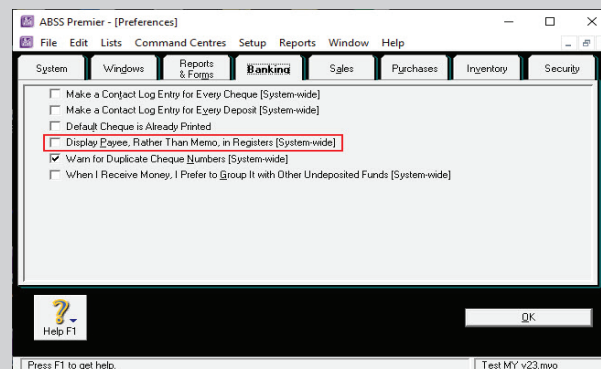 ABSS Premier - [Preferences]
File Edit Lists Command Centres Setup Reports Window Help
System Windows Reports & Forms Banking Sales Purchases Inventory Security
Make a Contact Log Entry for Every Cheque [System-wide]
Make a Contact Log Entry for Every Deposit [System-wide]
Default Cheque is Already Printed
Display Payee, Rather Than Memo, in Registers [System-wide]
Warn for Duplicate Cheque Numbers [System-wide]
When I Receive Money, I Prefer to Group It with Other Undeposited Funds [System-wide]
Help F1
OK
Press F1 to get help. Test MY v23.myo